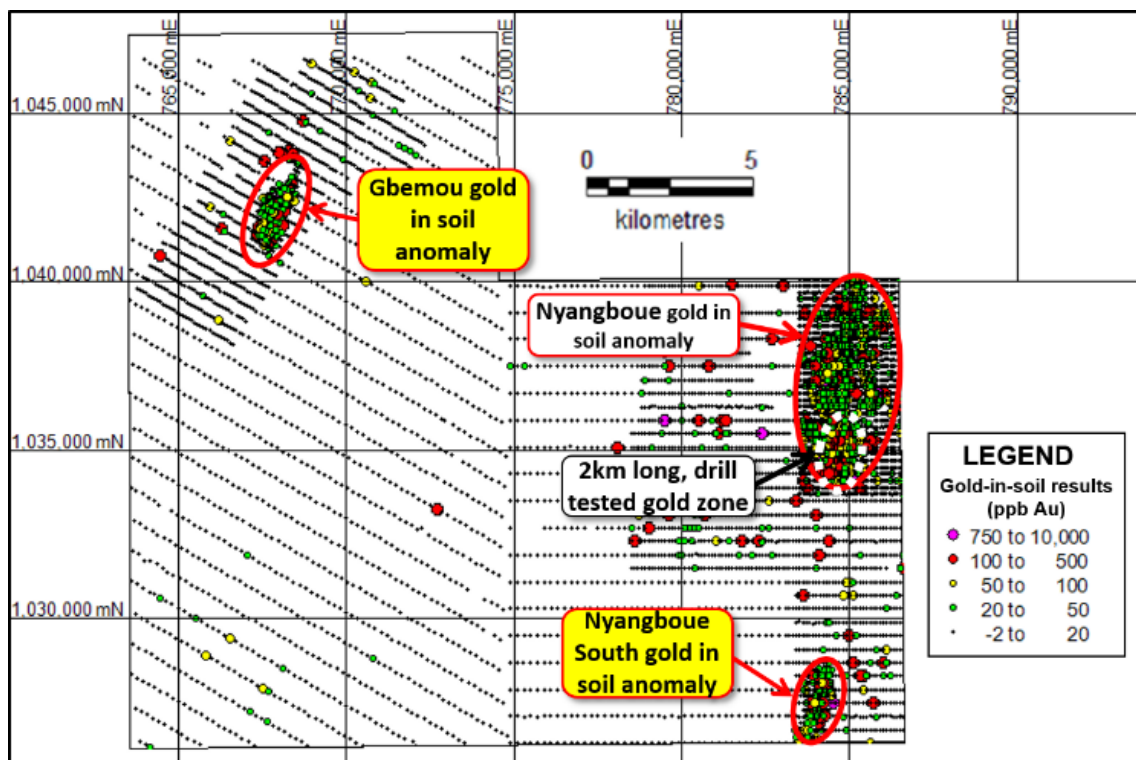 765,000 mE
770,000 mE
775,000 mE
780,000 mE
785,000 mE
790,000 mE
1,045,000 mN
0 5
kilometres
Gbemou gold
in soil
anomaly
1,040,000 mN
Nyangboue gold in
soil anomaly
1,035,000 mN
2km long, drill
tested gold zone
LEGEND
Gold-in-soil results
(ppb Au)
750 to 10,000
100 to 500
50 to 100
20 to 50
-2 to 20
1,030,000 mN
Nyangboue
South gold in
soil anomaly